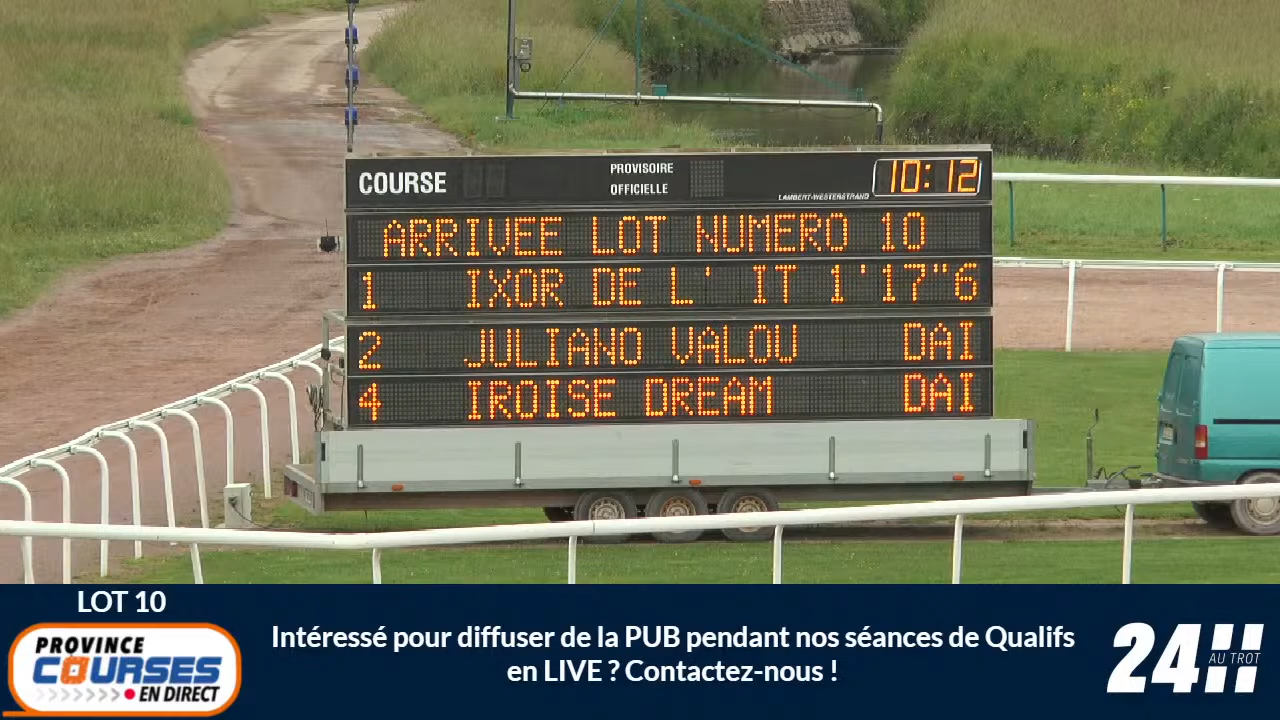 COURSE PROVISOIRE 10:12
OFFICIELLE
LAMBERT-WESTERSTRAND
ARRIVEE LOT NUMERO 10
1 IXOR DE L' IT 1'17"6
2 JULIANO VALOU DAI
4 IROISE DREAM DAI
LOT 10
PROVINCE
COURSES
EN DIRECT
Intéressé pour diffuser de la PUB pendant nos séances de Qualifs
en LIVE ? Contactez-nous !
24H
AU TROT